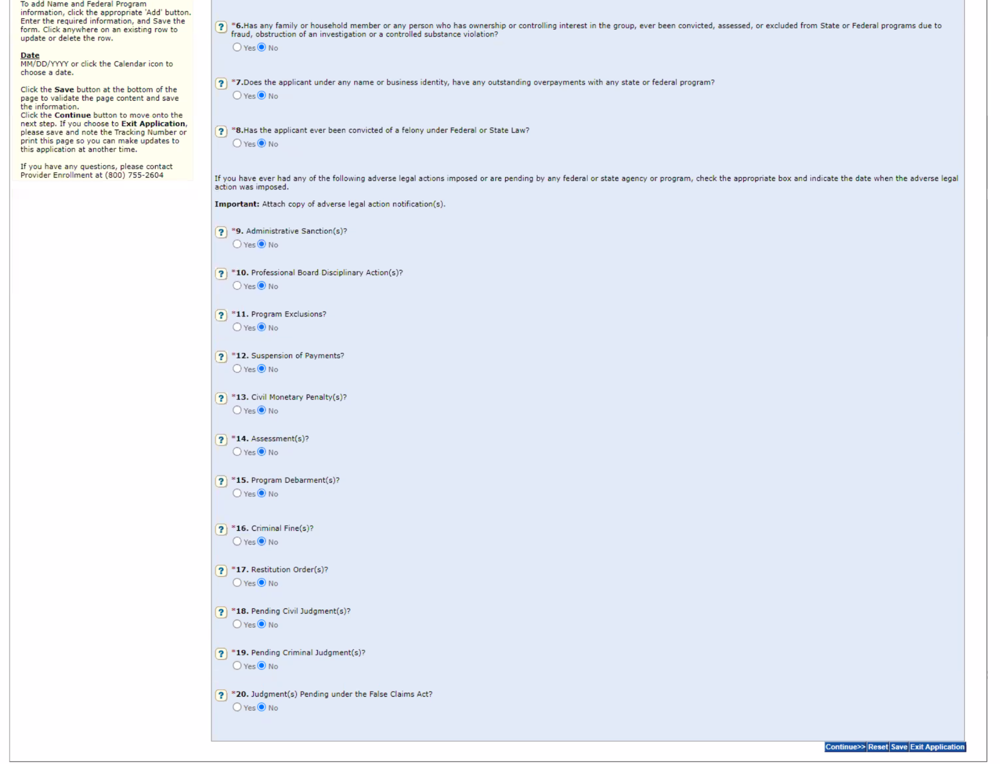 To add Name and Federal Program
information, click the appropriate 'Add' button.
Enter the required information, and Save the
form. Click anywhere on an existing row to
update or delete the row.
Date
MM/DD/YYYY or click the Calendar icon to
choose a date.
Click the Save button at the bottom of the
page to validate the page content and save
the information.
Click the Continue button to move onto the
next step. If you choose to Exit Application,
please save and note the Tracking Number or
print this page so you can make updates to
this application at another time.
If you have any questions, please contact
Provider Enrollment at (800) 755-2604
? *6.Has any family or household member or any person who has ownership or controlling interest in the group, ever been convicted, assessed, or excluded from State or Federal programs due to
fraud, obstruction of an investigation or a controlled substance violation?
Yes No
? *7.Does the applicant under any name or business identity, have any outstanding overpayments with any state or federal program?
Yes No
? *8.Has the applicant ever been convicted of a felony under Federal or State Law?
Yes No
If you have ever had any of the following adverse legal actions imposed or are pending by any federal or state agency or program, check the appropriate box and indicate the date when the adverse legal
action was imposed.
Important: Attach copy of adverse legal action notification(s).
? *9. Administrative Sanction(s)?
Yes No
? *10. Professional Board Disciplinary Action(s)?
Yes No
? *11. Program Exclusions?
Yes No
? *12. Suspension of Payments?
Yes No
? *13. Civil Monetary Penalty(s)?
Yes No
? *14. Assessment(s)?
Yes No
? *15. Program Debarment(s)?
Yes No
? *16. Criminal Fine(s)?
Yes No
? *17. Restitution Order(s)?
Yes No
? *18. Pending Civil Judgment(s)?
Yes No
? *19. Pending Criminal Judgment(s)?
Yes No
? *20. Judgment(s) Pending under the False Claims Act?
Yes No
Continue>> Reset Save Exit Application